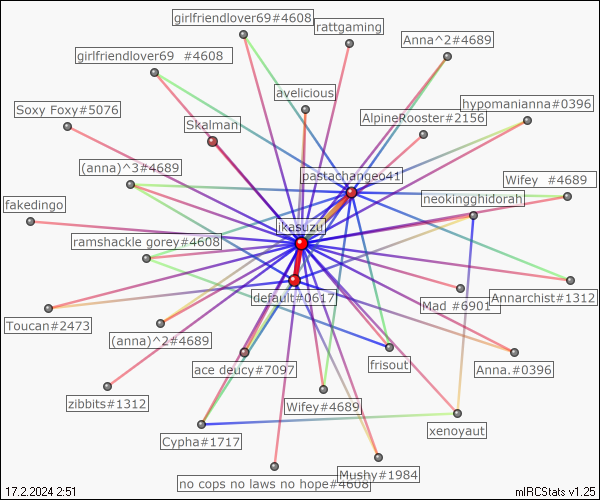 girlfriendlover69#4608
rattgaming
Anna^2#4689
girlfriendlover69 #4608
avelicious
hypomanianna#0396
Soxy Foxy#5076
Skalman
AlpineRooster#2156
(anna)^3#4689
pastachangeo41
Wifey #4689
neokingghidorah
fakedingo
ikasuzu
ramshackle gorey#4608
default#0617
Mad #6901
Annarchist#1312
Toucan#2473
(anna)^2#4689
ace deucy#7097
frisout
Anna.#0396
zibbits#1312
Wifey#4689
xenoyaut
Cypha#1717
no cops no laws no hope#4608
Mushy#1984
17.2.2024 2:51
mIRCStats v1.25